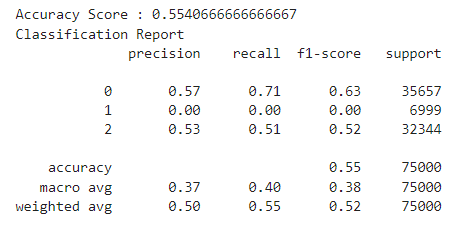 Accuracy Score : 0.5540666666666667
Classification Report
precision recall f1-score support
0 0.57 0.71 0.63 35657
1 0.00 0.00 0.00 6999
2 0.53 0.51 0.52 32344
accuracy 0.55 75000
macro avg 0.37 0.40 0.38 75000
weighted avg 0.50 0.55 0.52 75000